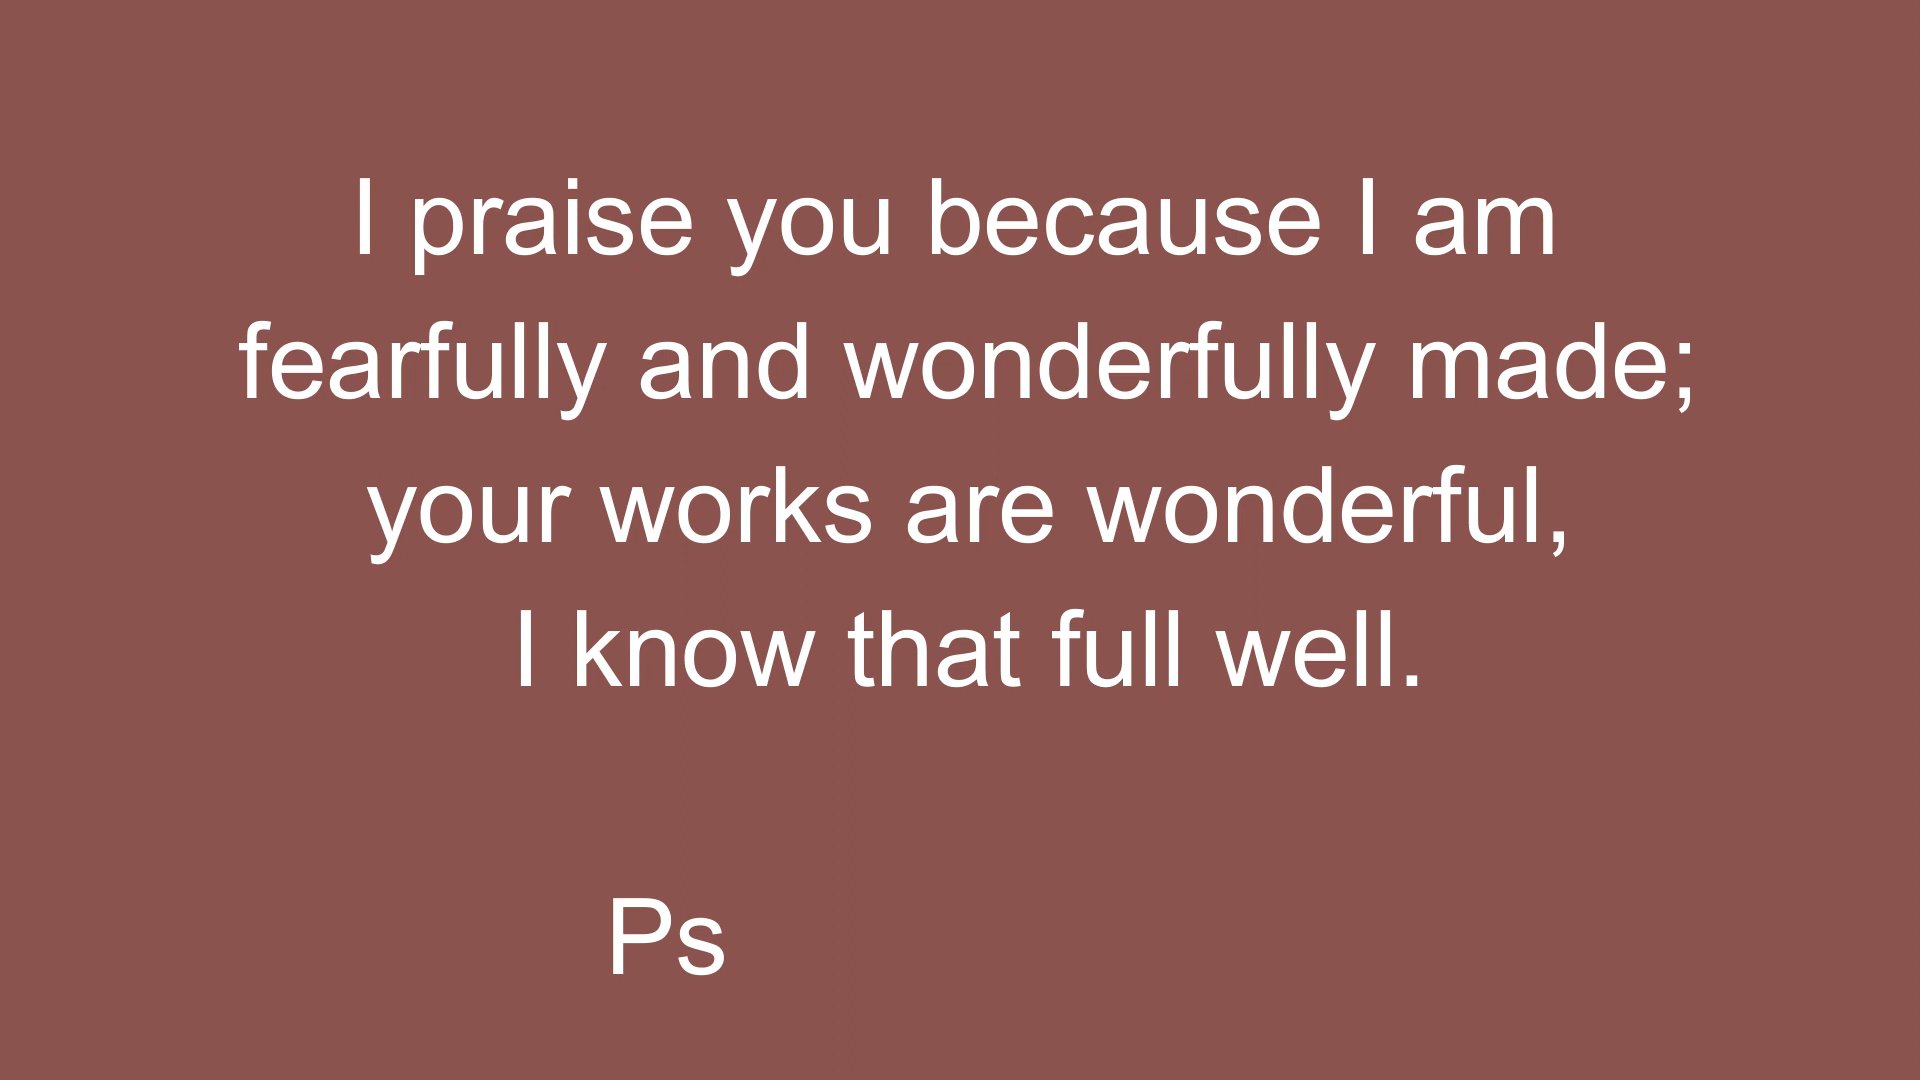 I praise you because I am
fearfully and wonderfully made;
your works are wonderful,
I know that full well.
Ps